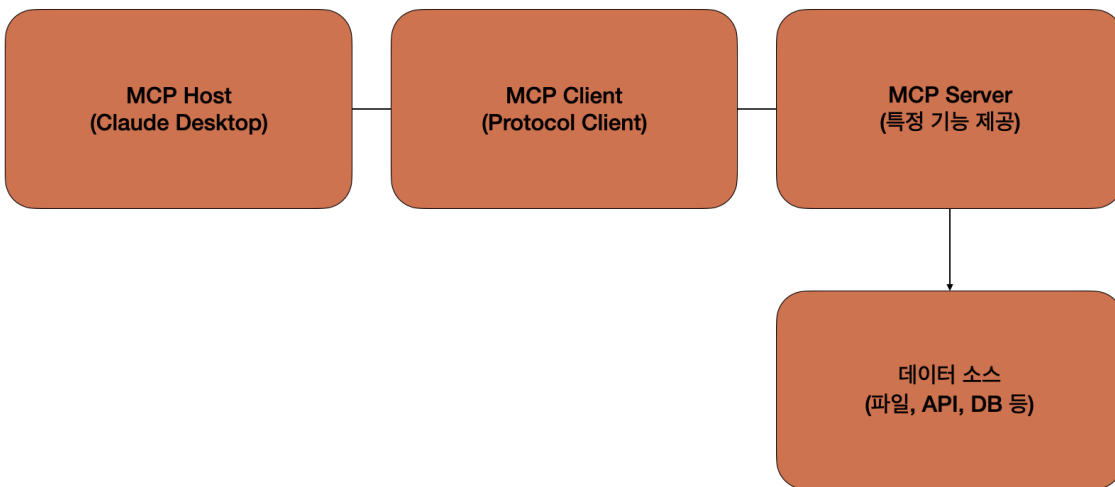 MCP Host
(Claude Desktop)
MCP Client
(Protocol Client)
MCP Server
(특정 기능 제공)
데이터 소스
(파일, API, DB 등)